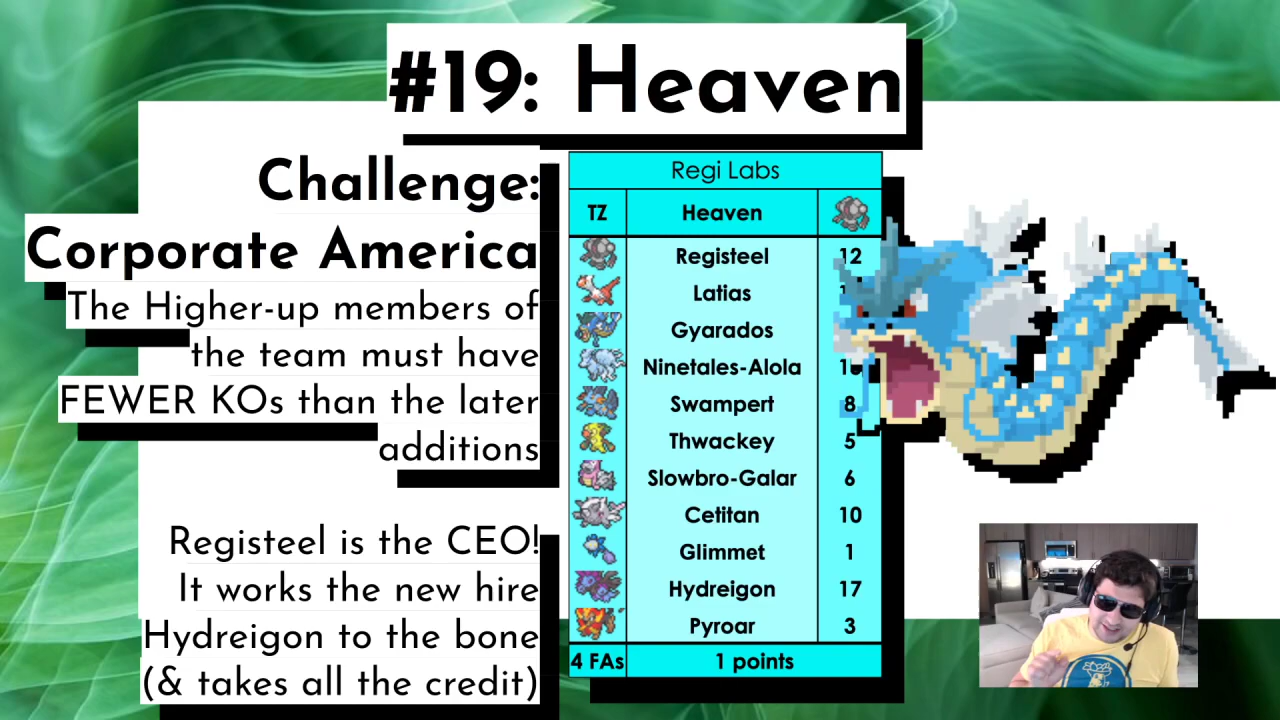 #19: Heaven
Challenge:
Corporate America
The Higher-up members of
the team must have
FEWER KOs than the later
additions
Registeel is the CEO!
It works the new hire
Hydreigon to the bone
(& takes all the credit)
Regi Labs
TZ Heaven
Registeel 12
Latias
Gyarados
Ninetales-Alola
Swampert 8
Thwackey 5
Slowbro-Galar 6
Cetitan 10
Glimmet 1
Hydreigon 17
Pyroar 3
4 FAs 1 points